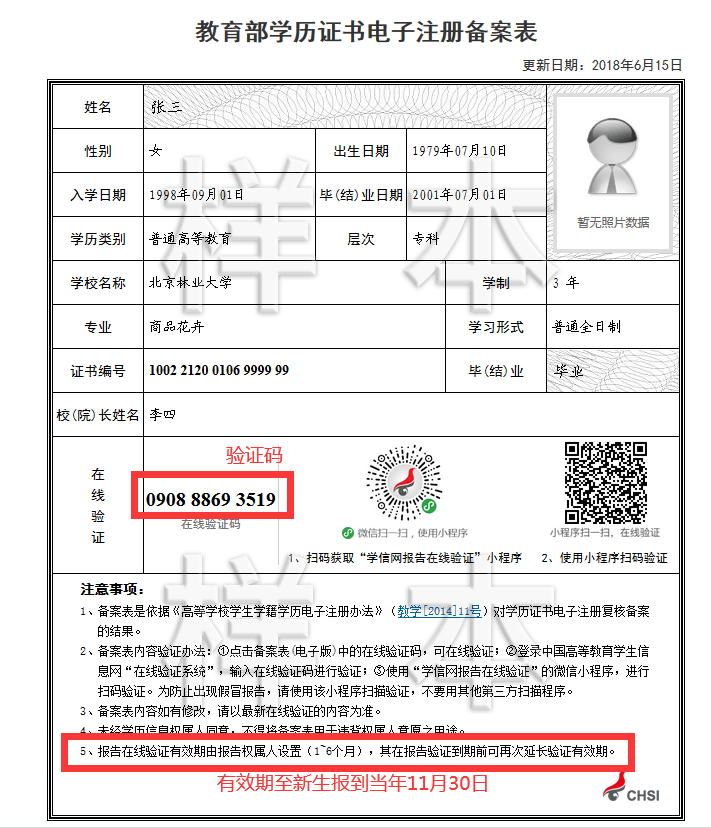 教育部学历证书电子注册备案表
更新日期：2018年6月15日
姓名 张三
性别 女 出生日期 1979年07月10日
入学日期 1998年09月01日 毕(结)业日期 2001年07月01日
暂无照片数据
学历类别 普通高等教育 层次 专科
学校名称 北京林业大学 学制 3 年
专业 商品花卉 学习形式 普通全日制
证书编号 1002 2120 0106 9999 99 毕(结)业 毕业
校(院)长姓名 李四
样本
在线验证
验证码
0908 8869 3519
在线验证码
微信扫一扫，使用小程序
小程序扫一扫，在线验证
1、扫码获取“学信网报告在线验证”小程序
2、使用小程序扫码验证
样本
注意事项：
1、备案表是依据《高等学校学生学籍学历电子注册办法》（教学[2014]11号）对学历证书电子注册复核备案
的结果。
2、备案表内容验证办法：①点击备案表(电子版)中的在线验证码，可在线验证；②登录中国高等教育学生信
息网“在线验证系统”，输入在线验证码进行验证；③使用“学信网报告在线验证”的微信小程序，进行
扫码验证。为防止出现假冒报告，请使用该小程序扫描验证，不要用其他第三方扫描程序。
3、备案表内容如有修改，请以最新在线验证的内容为准。
4、未经学历信息权属人同意，不得将备案表用于违背权属人意愿之用途。
5、报告在线验证有效期由报告权属人设置（1~6个月），其在报告验证到期前可再次延长验证有效期。
有效期至新生报到当年11月30日
CHSI